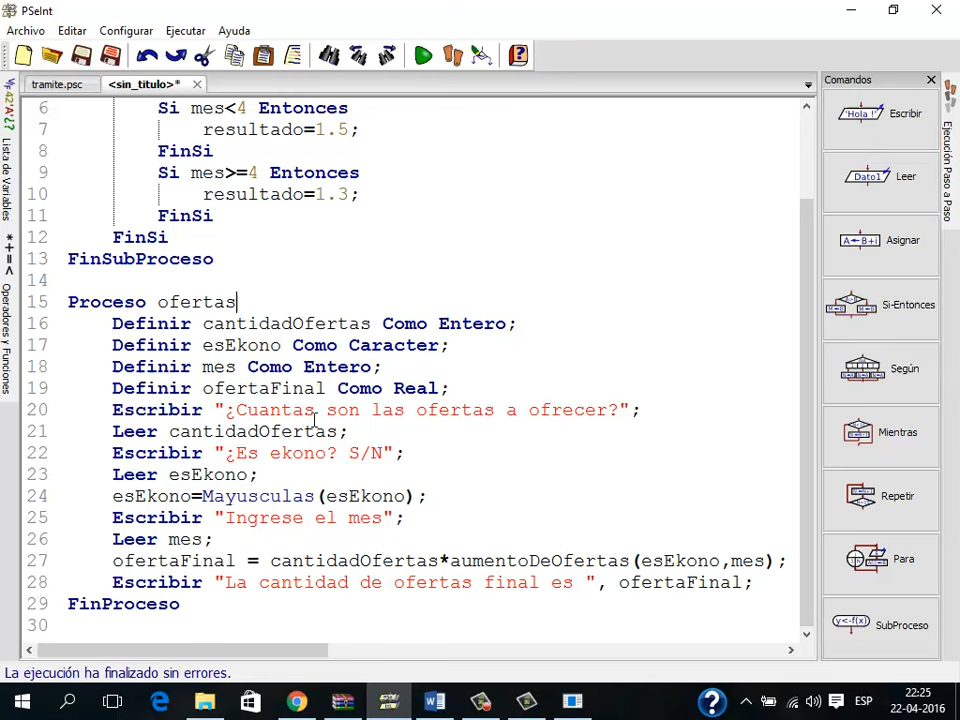 PSeInt
Archivo Editar Configurar Ejecutar Ayuda
tramite.psc <sin_titulo>*
Comandos
6 Si mes<4 Entonces
7 resultado=1.5;
8 FinSi
9 Si mes>=4 Entonces
10 resultado=1.3;
11 FinSi
12 FinSi
13 FinSubProceso
14
15 Proceso ofertas
16 Definir cantidadOfertas Como Entero;
17 Definir esEkono Como Caracter;
18 Definir mes Como Entero;
19 Definir ofertaFinal Como Real;
20 Escribir "¿Cuantas son las ofertas a ofrecer?";
21 Leer cantidadOfertas;
22 Escribir "¿Es ekono? S/N";
23 Leer esEkono;
24 esEkono=Mayusculas(esEkono);
25 Escribir "Ingrese el mes";
26 Leer mes;
27 ofertaFinal = cantidadOfertas*aumentoDeOfertas(esEkono,mes);
28 Escribir "La cantidad de ofertas final es ", ofertaFinal;
29 FinProceso
30
Lista de Variables
*+=< Operadores y Funciones
'Hola !' Escribir
Dato1 Leer
A←B+i Asignar
Si-Entonces
Según
Mientras
Repetir
Para
y<-f(x) SubProceso
Ejecución Paso a Paso
La ejecución ha finalizado sin errores.
ESP
22:25
22-04-2016